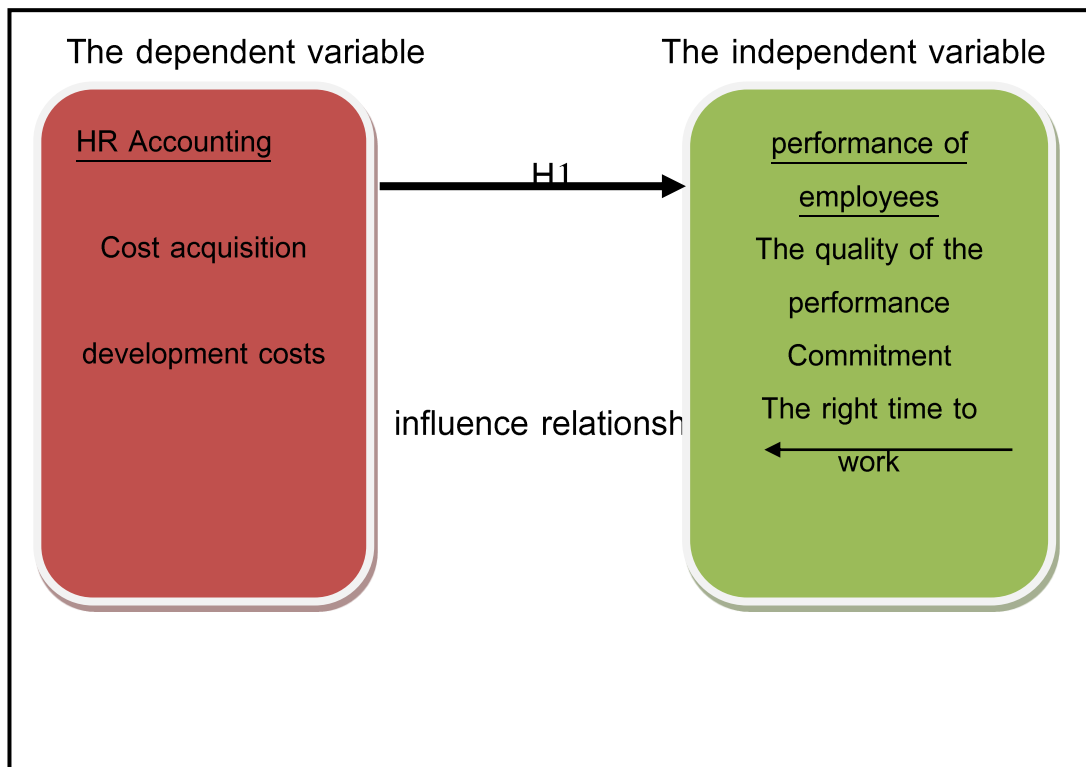 The dependent variable
The independent variable
HR Accounting
Cost acquisition
development costs
H1
influence relationsh
performance of
employees
The quality of the
performance
Commitment
The right time to
work